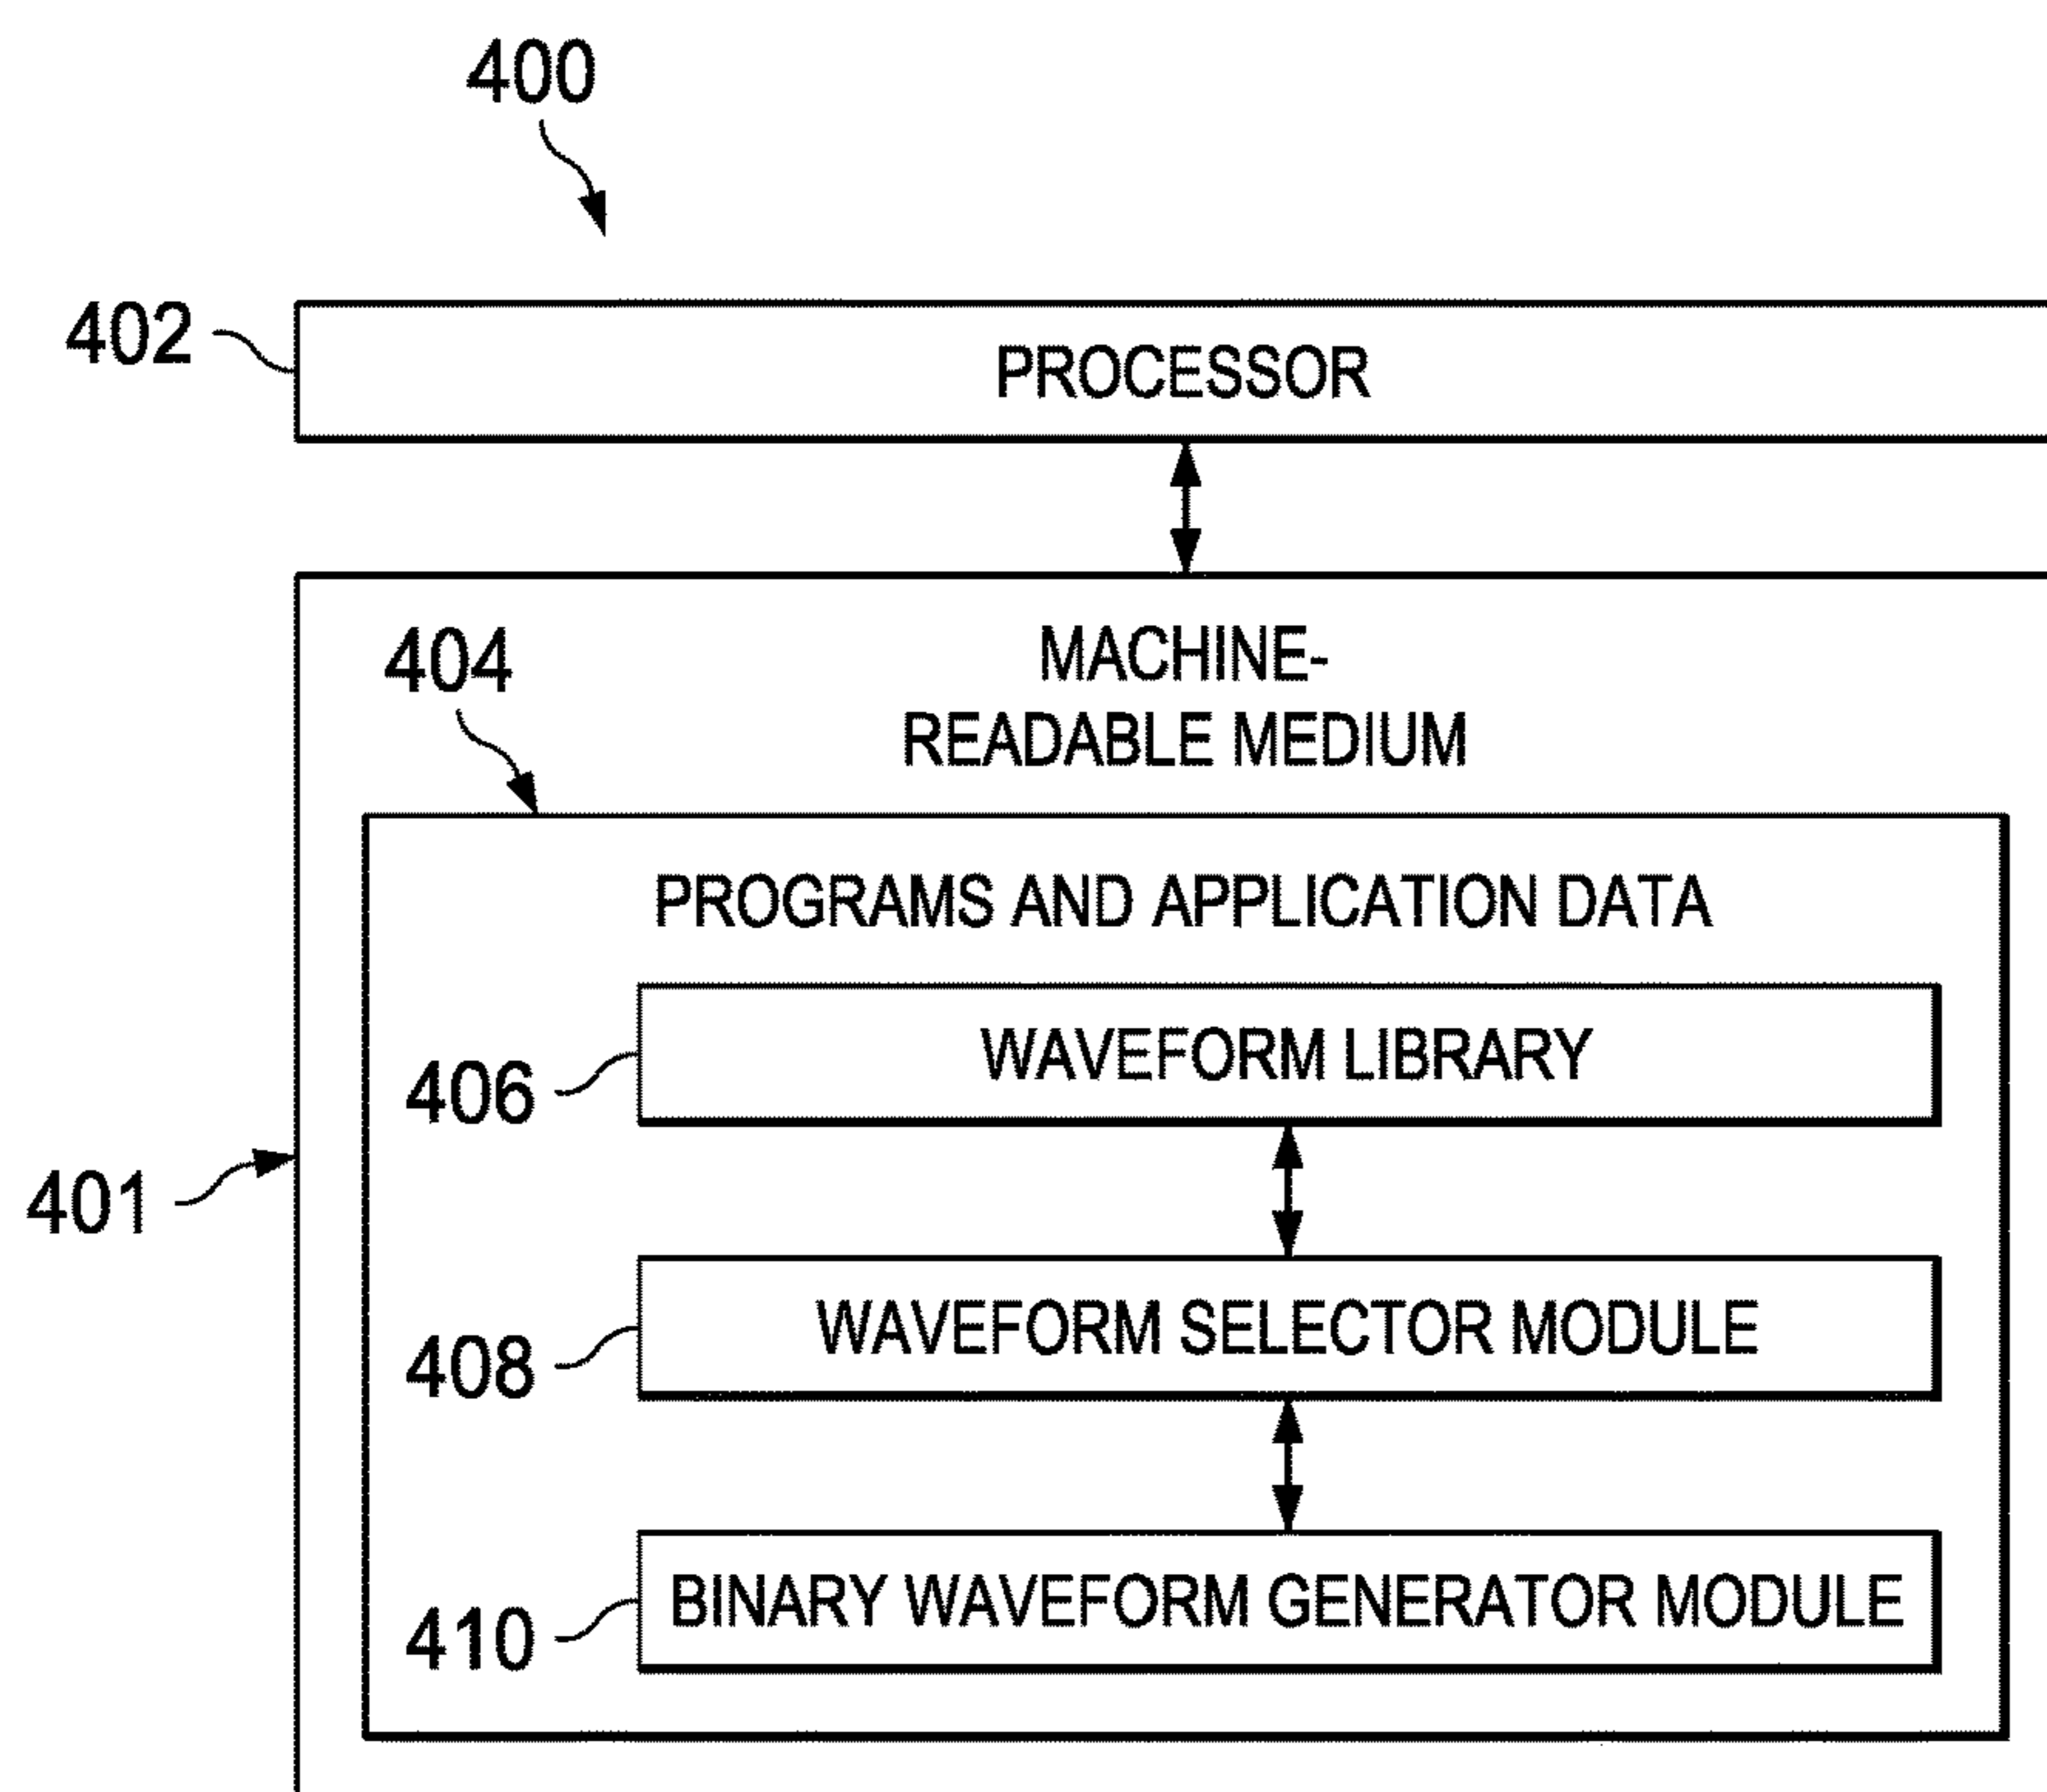 400
402
PROCESSOR
404
MACHINE-
READABLE MEDIUM
PROGRAMS AND APPLICATION DATA
406
WAVEFORM LIBRARY
401
408
WAVEFORM SELECTOR MODULE
410
BINARY WAVEFORM GENERATOR MODULE